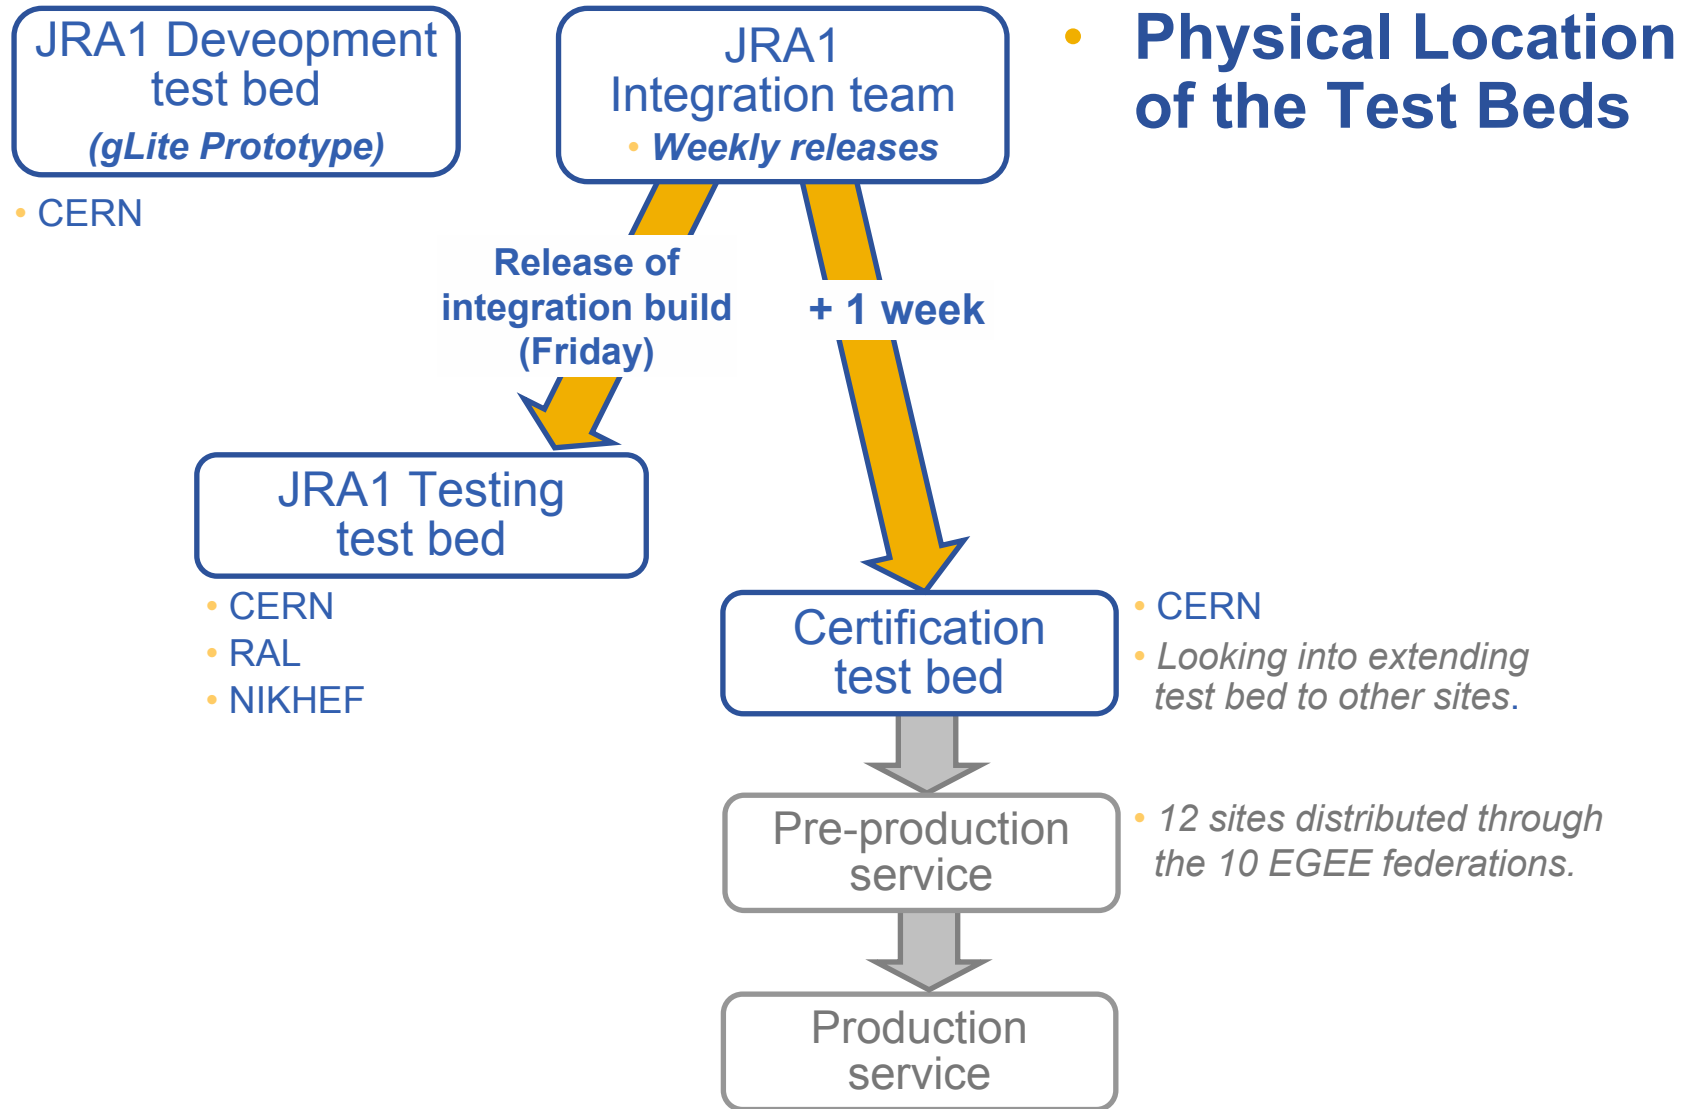 JRA1 Deveopment
test bed
(gLite Prototype)
• CERN
JRA1
Integration team
• Weekly releases
• Physical Location
of the Test Beds
Release of
integration build
(Friday)
+ 1 week
JRA1 Testing
test bed
• CERN
• RAL
• NIKHEF
Certification
test bed
• CERN
• Looking into extending
test bed to other sites.
Pre-production
service
• 12 sites distributed through
the 10 EGEE federations.
Production
service